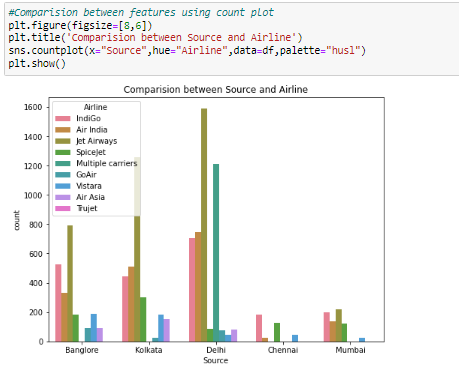 #Comparision between features using count plot
plt.figure(figsize=[8,6])
plt.title('Comparision between Source and Airline')
sns.countplot(x="Source",hue="Airline",data=df,palette="husl")
plt.show()
Comparision between Source and Airline
1600
1400
1200
1000
800
600
400
200
0
count
Airline
IndiGo
Air India
Jet Airways
SpiceJet
Multiple carriers
GoAir
Vistara
Air Asia
Trujet
Banglore Kolkata Delhi Chennai Mumbai
Source